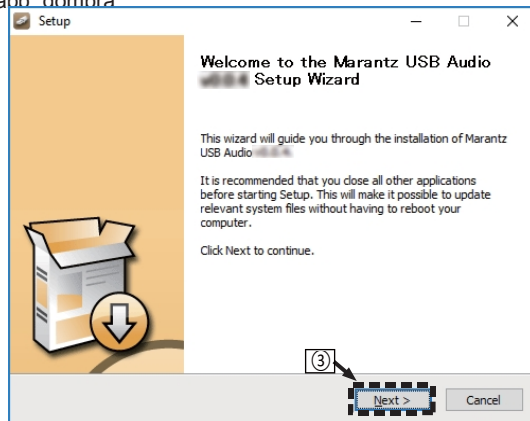 Setup
Welcome to the Marantz USB Audio
Setup Wizard
This wizard will guide you through the installation of Marantz
USB Audio
It is recommended that you close all other applications
before starting Setup. This will make it possible to update
relevant system files without having to reboot your
computer.
Click Next to continue.
③
Next >
Cancel